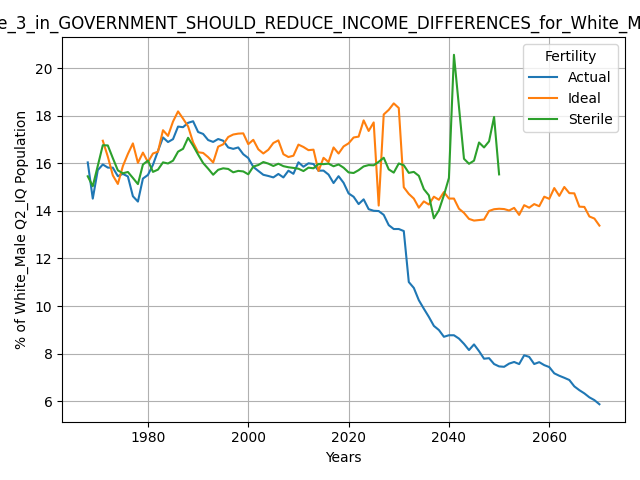 e_3_in_GOVERNMENT_SHOULD_REDUCE_INCOME_DIFFERENCES_for_White_M
Fertility
Actual
Ideal
Sterile
% of White_Male Q2_IQ Population
20
18
16
14
12
10
8
6
1980
2000
2020
2040
2060
Years